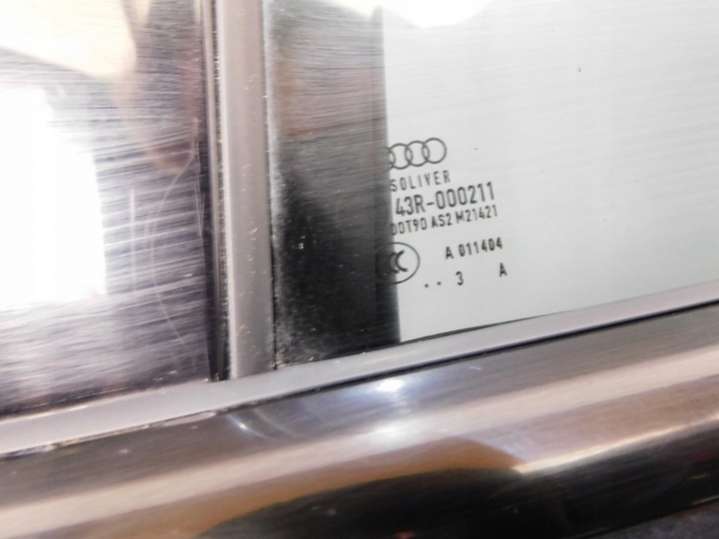 SOLIVER
43R-000211
DOT90 AS2 M21421
A 011404
.. 3 A